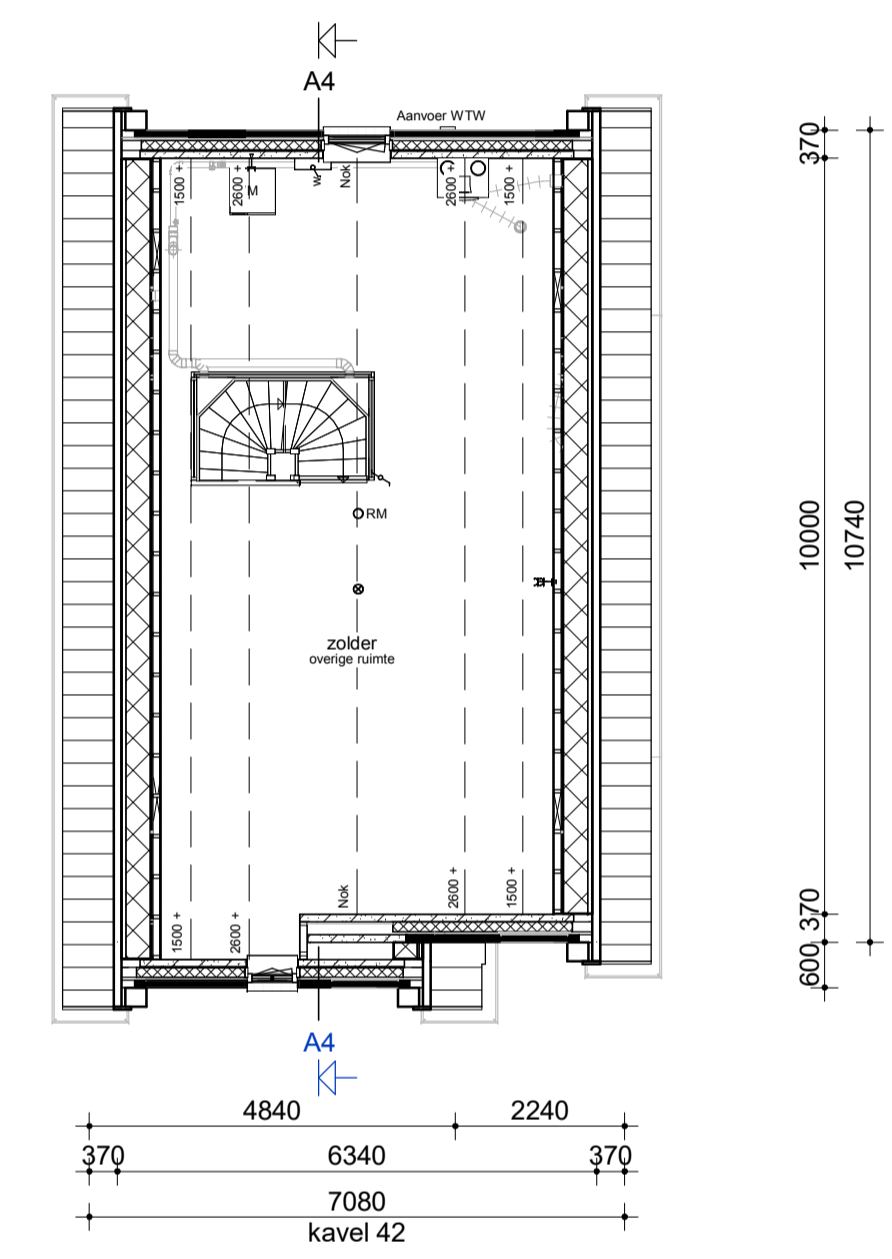 A4
Aanvoer WTW
370
1500 +
2600 +
M
W
Nok
2600 +
1500 +
RM
10000
10740
zolder
overige ruimte
1500 +
2600 +
Nok
2600 +
1500 +
370
600
A4
4840
2240
370
6340
370
7080
kavel 42